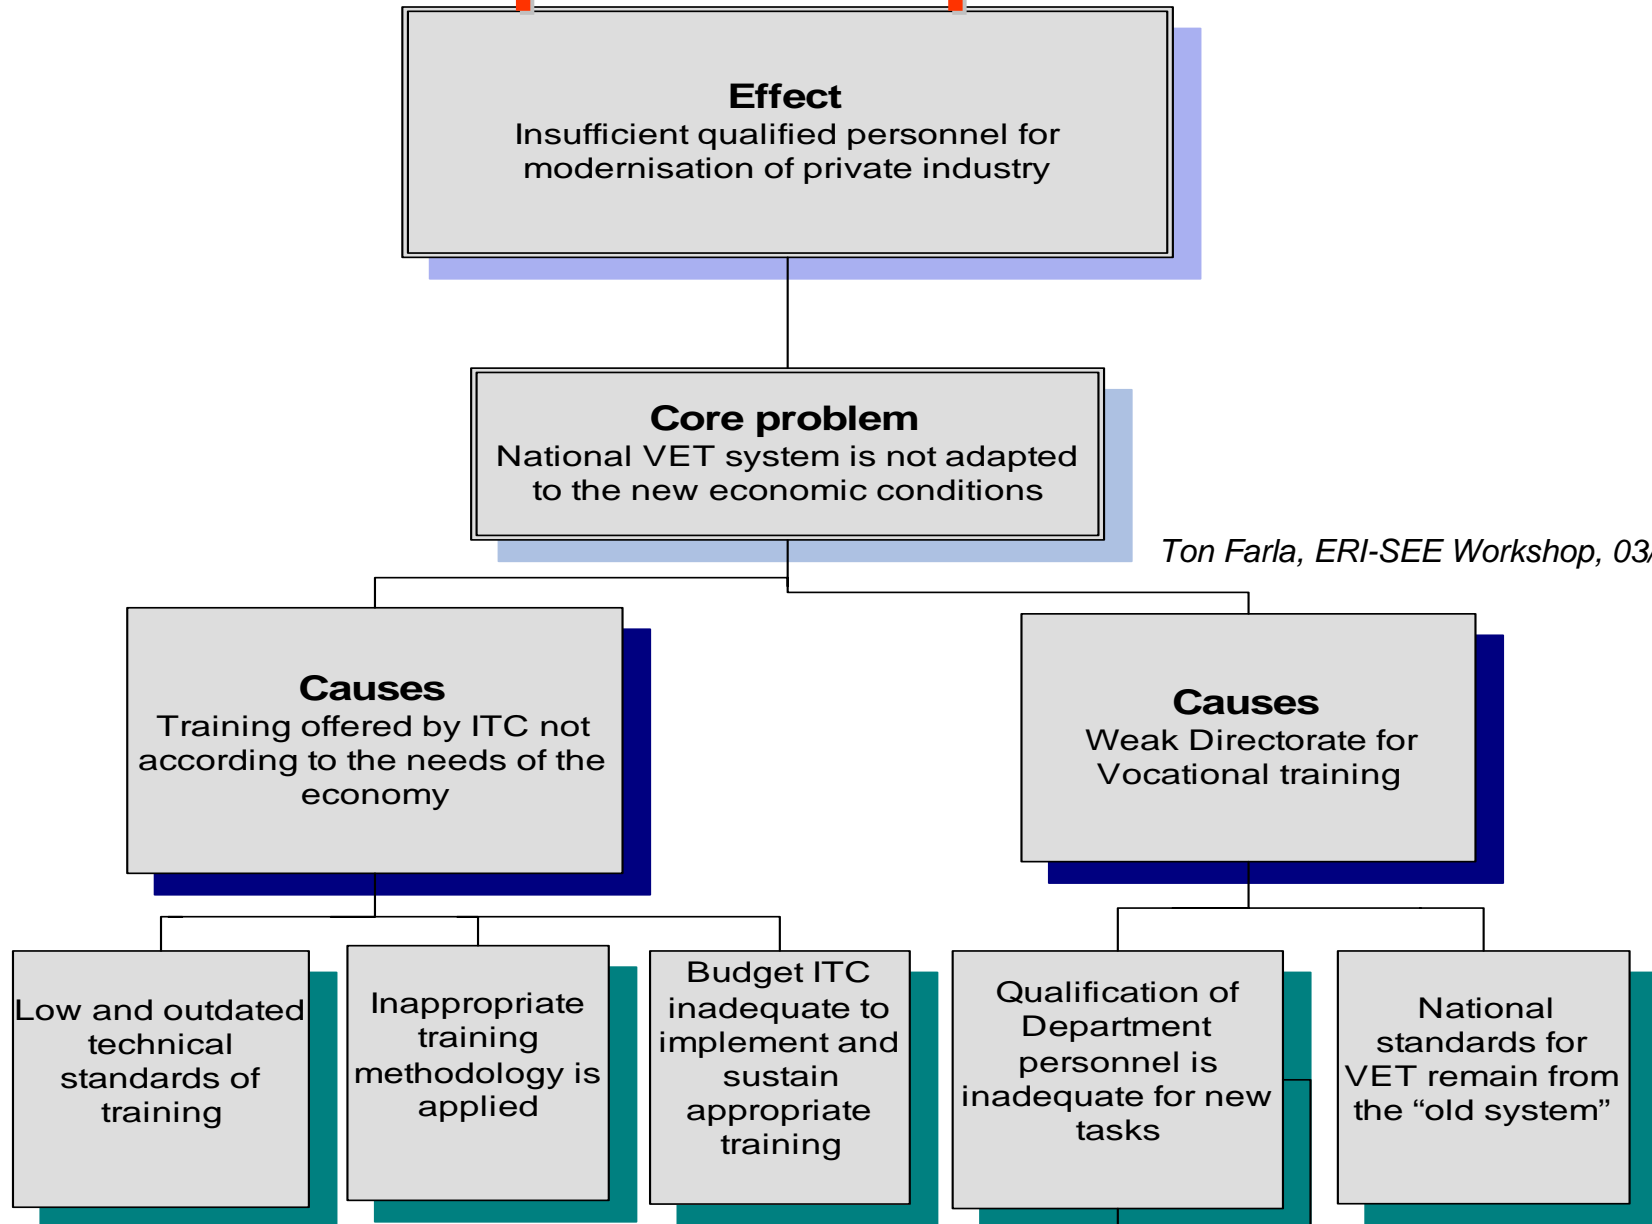 Effect
Insufficient qualified personnel for
modernisation of private industry
Core problem
National VET system is not adapted
to the new economic conditions
Ton Farla, ERI-SEE Workshop, 03/
Causes
Training offered by ITC not
according to the needs of the
economy
Causes
Weak Directorate for
Vocational training
Low and outdated
technical
standards of
training
Inappropriate
training
methodology is
applied
Budget ITC
inadequate to
implement and
sustain
appropriate
training
Qualification of
Department
personnel is
inadequate for new
tasks
National
standards for
VET remain from
the “old system”